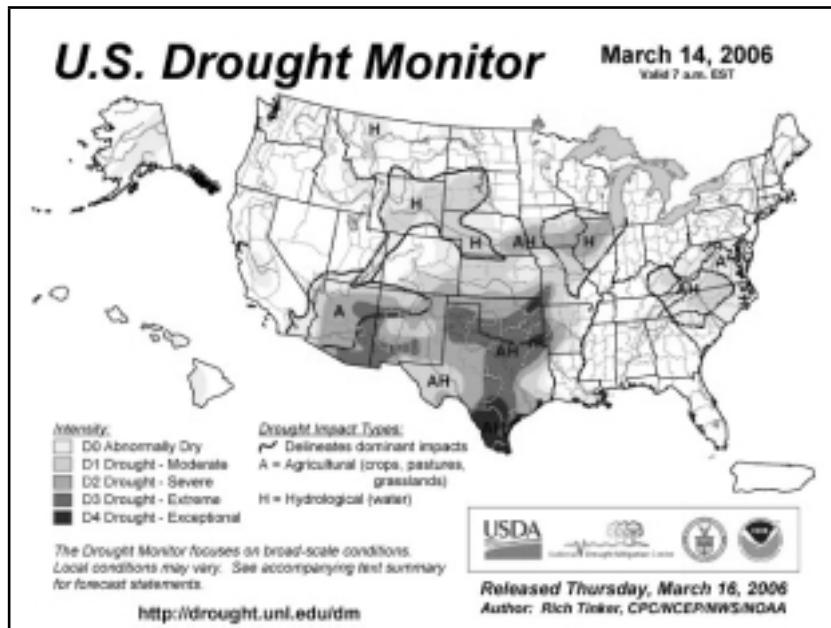 U.S. Drought Monitor
March 14, 2006
Valid 7 a.m. EST
H
H
H
AH
H
A
AH
A
AH
AH
AH
Intensity:
D0 Abnormally Dry
D1 Drought - Moderate
D2 Drought - Severe
D3 Drought - Extreme
D4 Drought - Exceptional
Drought Impact Types:
Delineates dominant impacts
A = Agricultural (crops, pastures,
grasslands)
H = Hydrological (water)
The Drought Monitor focuses on broad-scale conditions.
Local conditions may vary. See accompanying text summary
for forecast statements.
http://drought.unl.edu/dm
USDA
Drought Mitigation Center
Released Thursday, March 16, 2006
Author: Rich Tinker, CPC/NCEP/NWS/NOAA